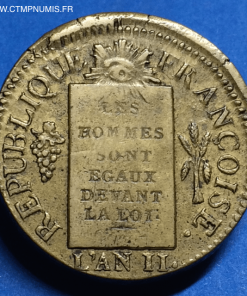 © WWW.CTMPNUMIS.FR
REPUBLIQUE FRANÇOISE.
LES
HOMMES
SONT
EGAUX
DEVANT
LA LOI.
L'AN II.